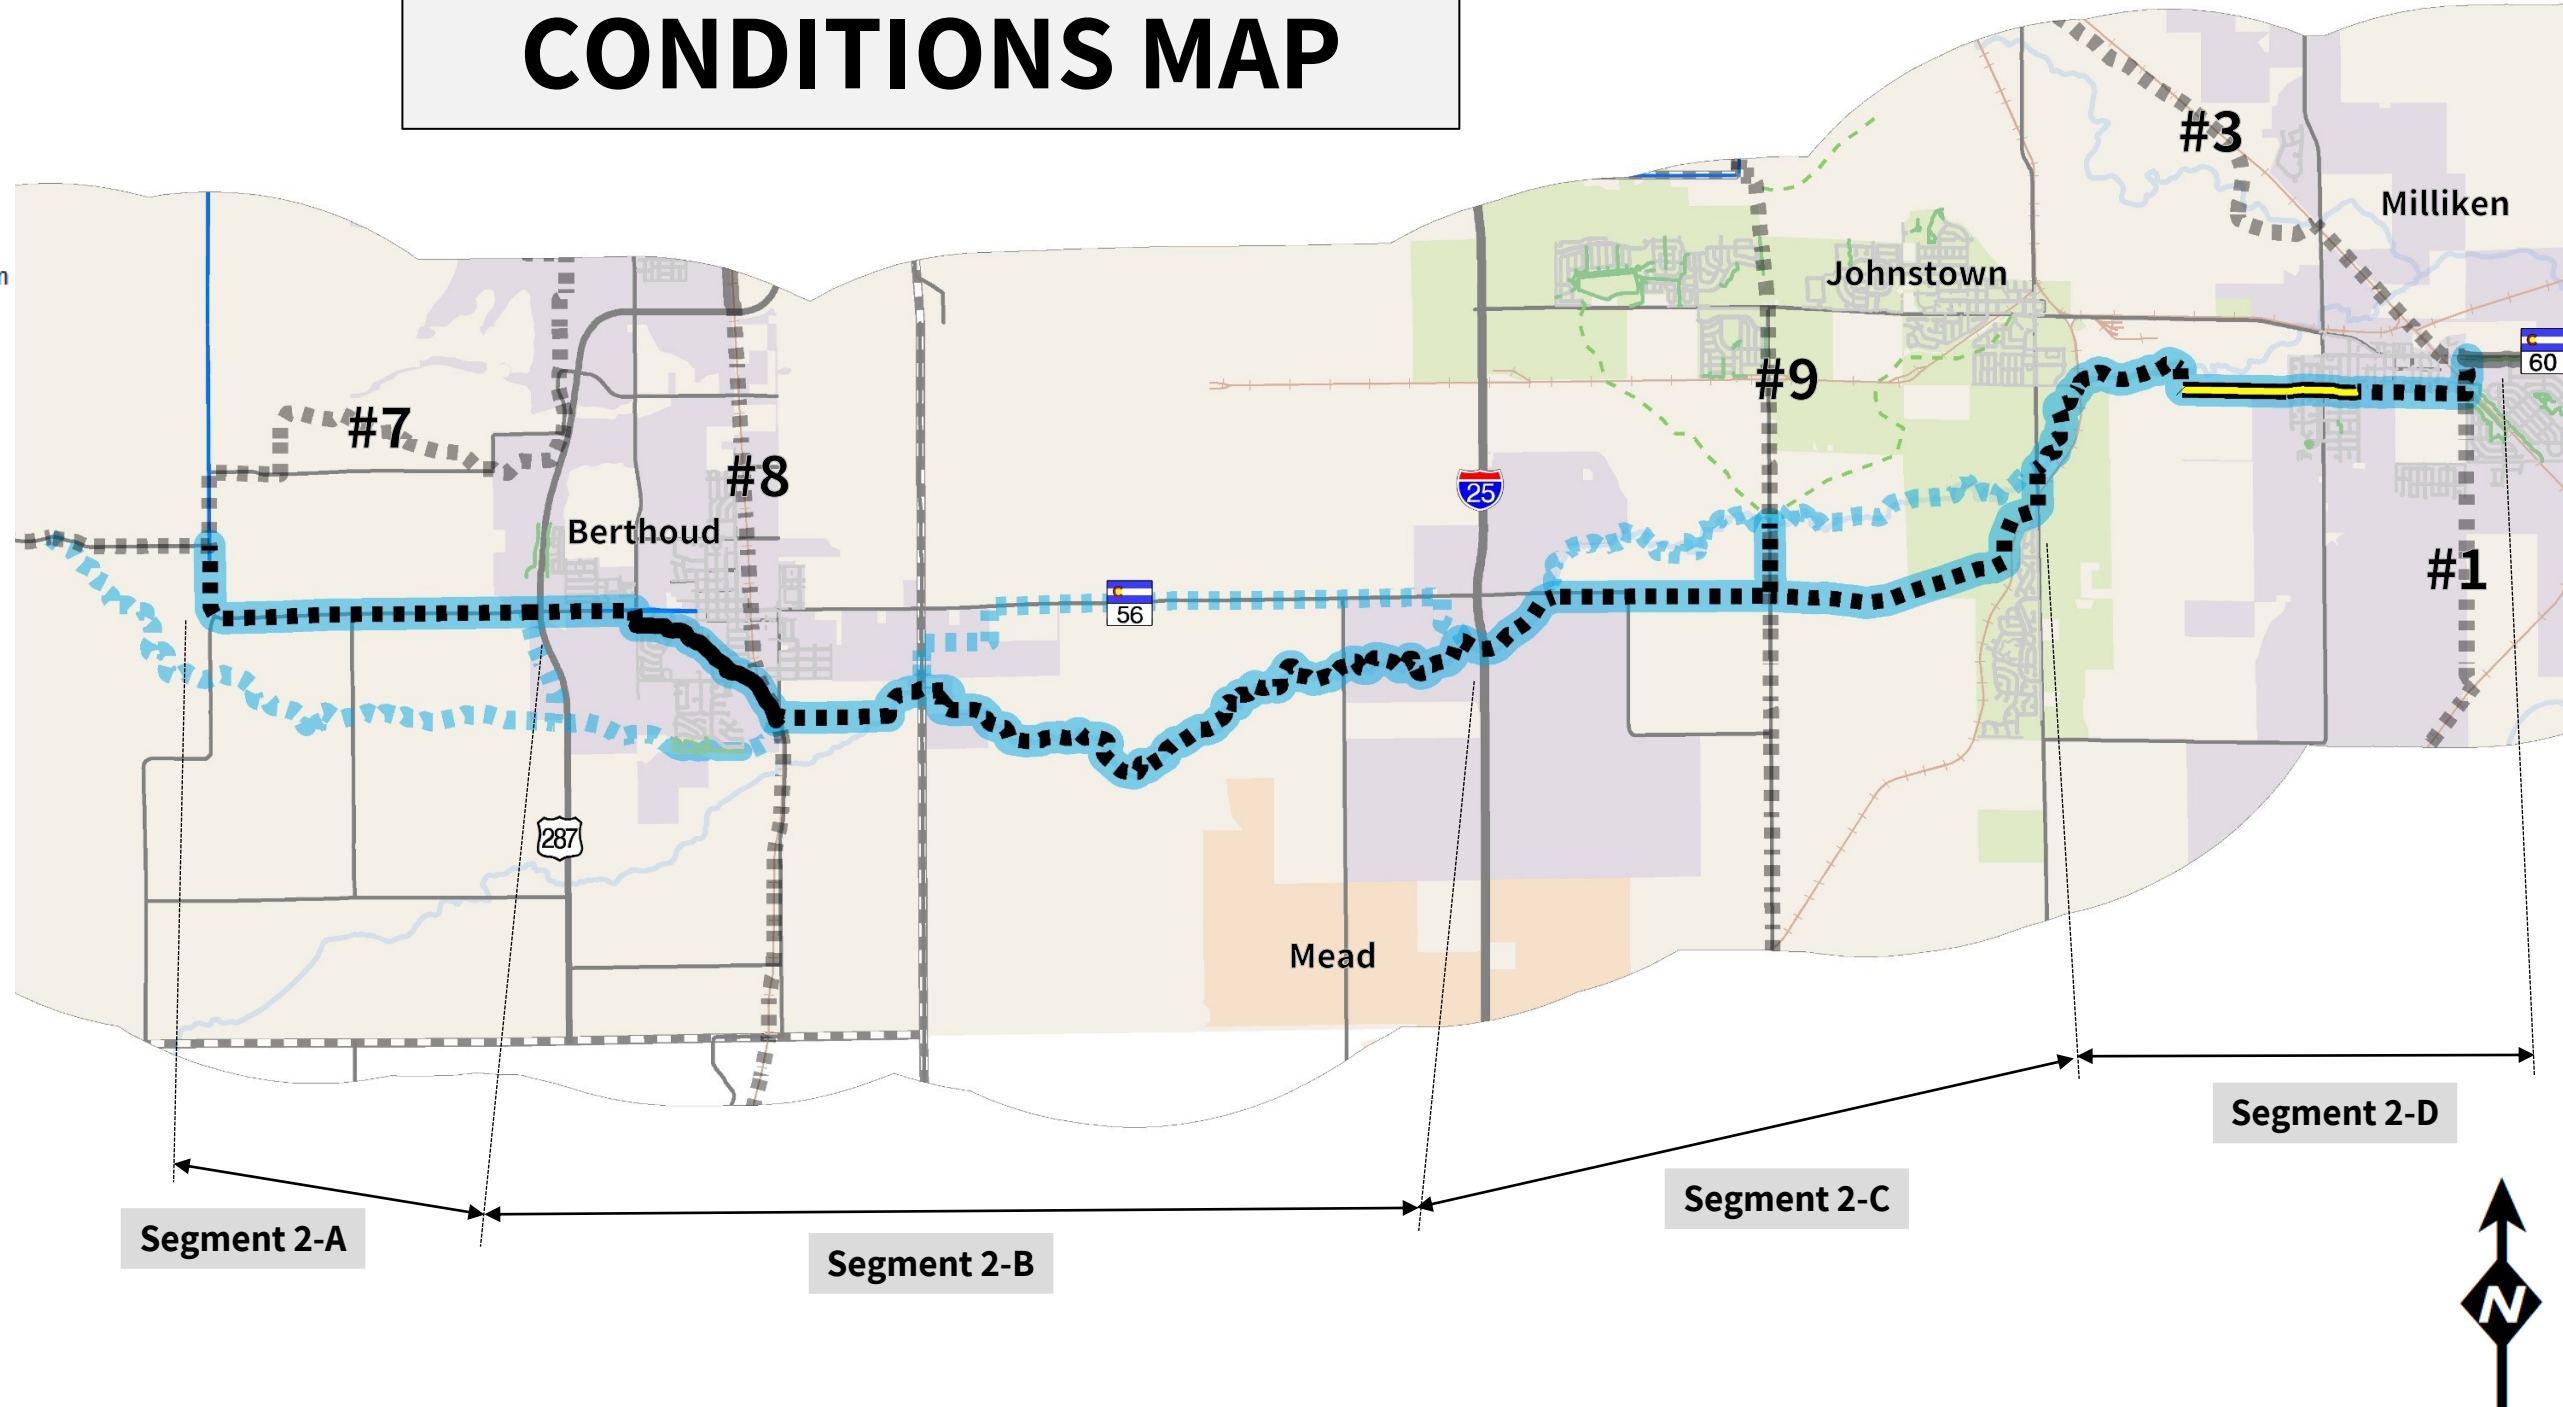 CONDITIONS MAP
#3
Milliken
n
Johnstown
C
60
#9
#7
#8
25
Berthoud
#1
C
56
287
Mead
Segment 2-D
Segment 2-C
Segment 2-A
Segment 2-B
N